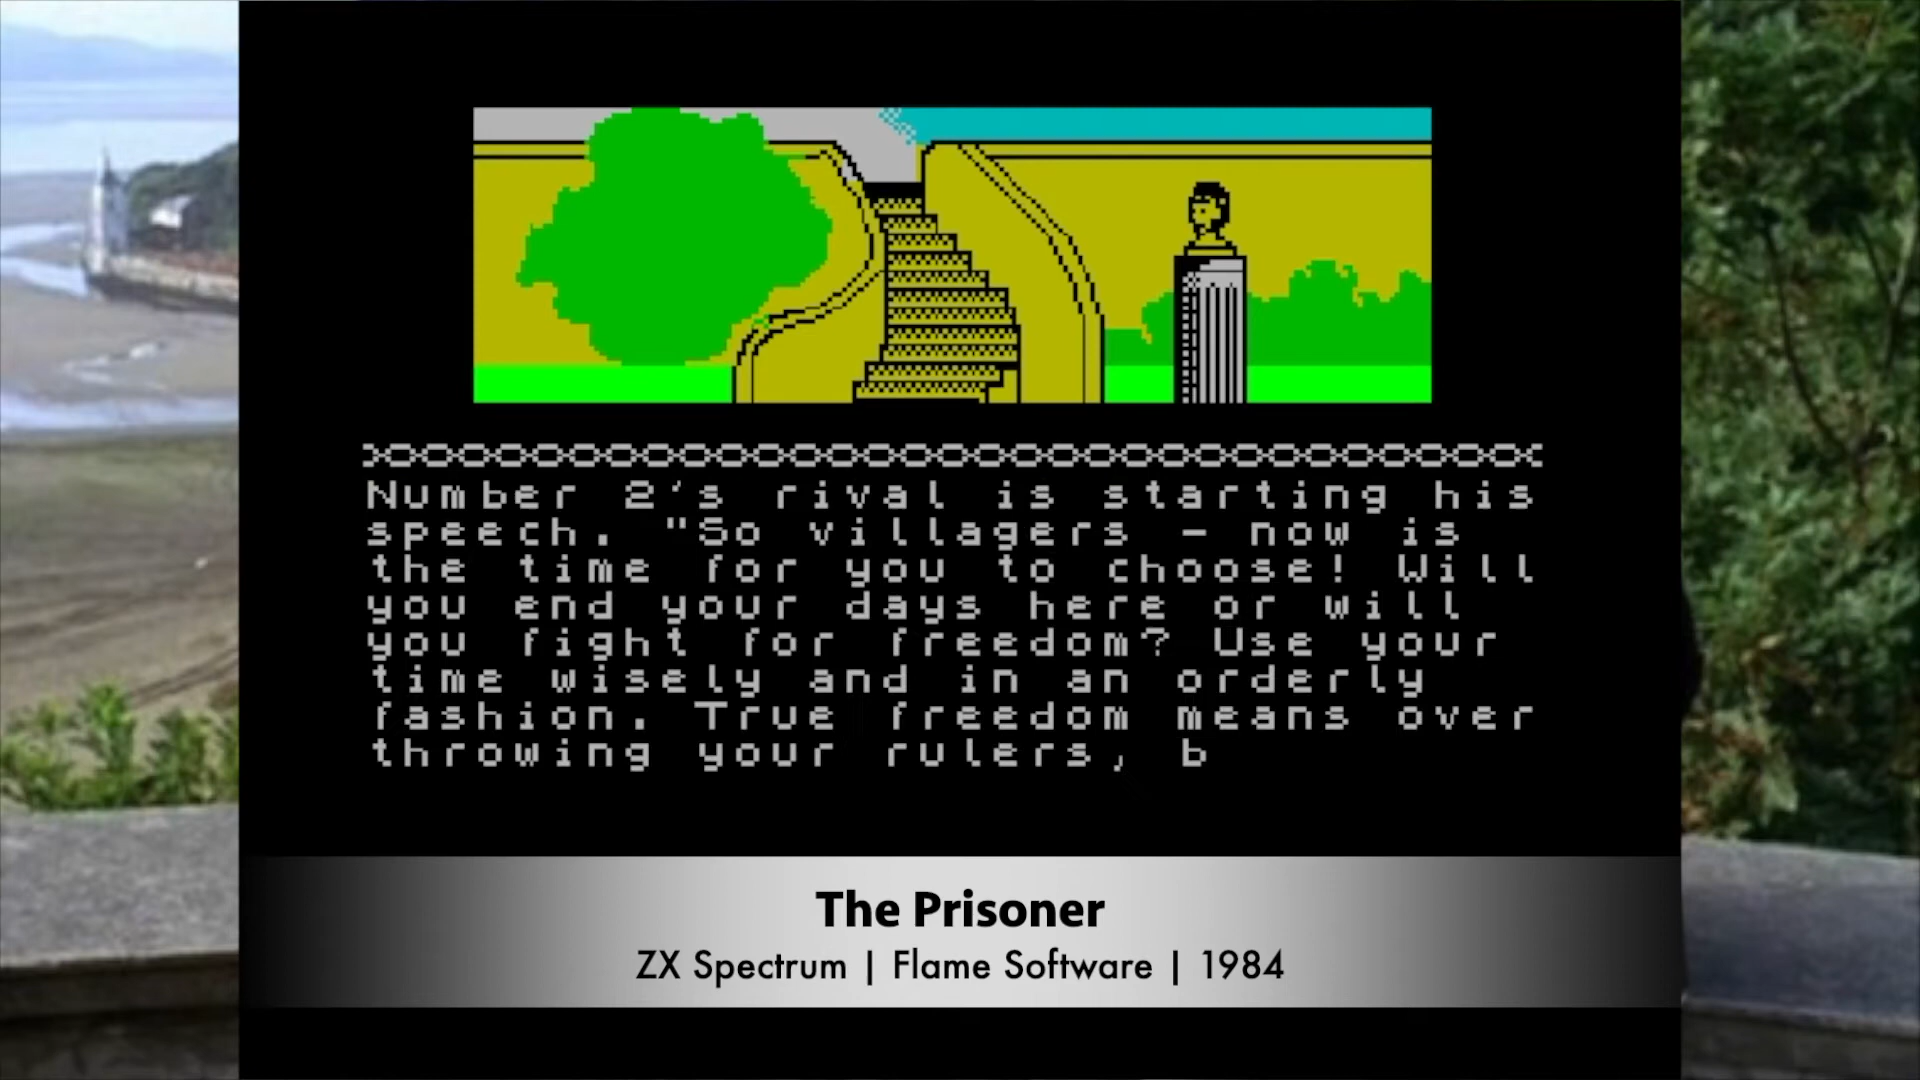 Number 2's rival is starting his
speech. "So villagers - now is
the time for you to choose! Will
you end your days here or will
you fight for freedom? Use your
time wisely and in an orderly
fashion. True freedom means over
throwing your rulers, b
The Prisoner
ZX Spectrum | Flame Software | 1984